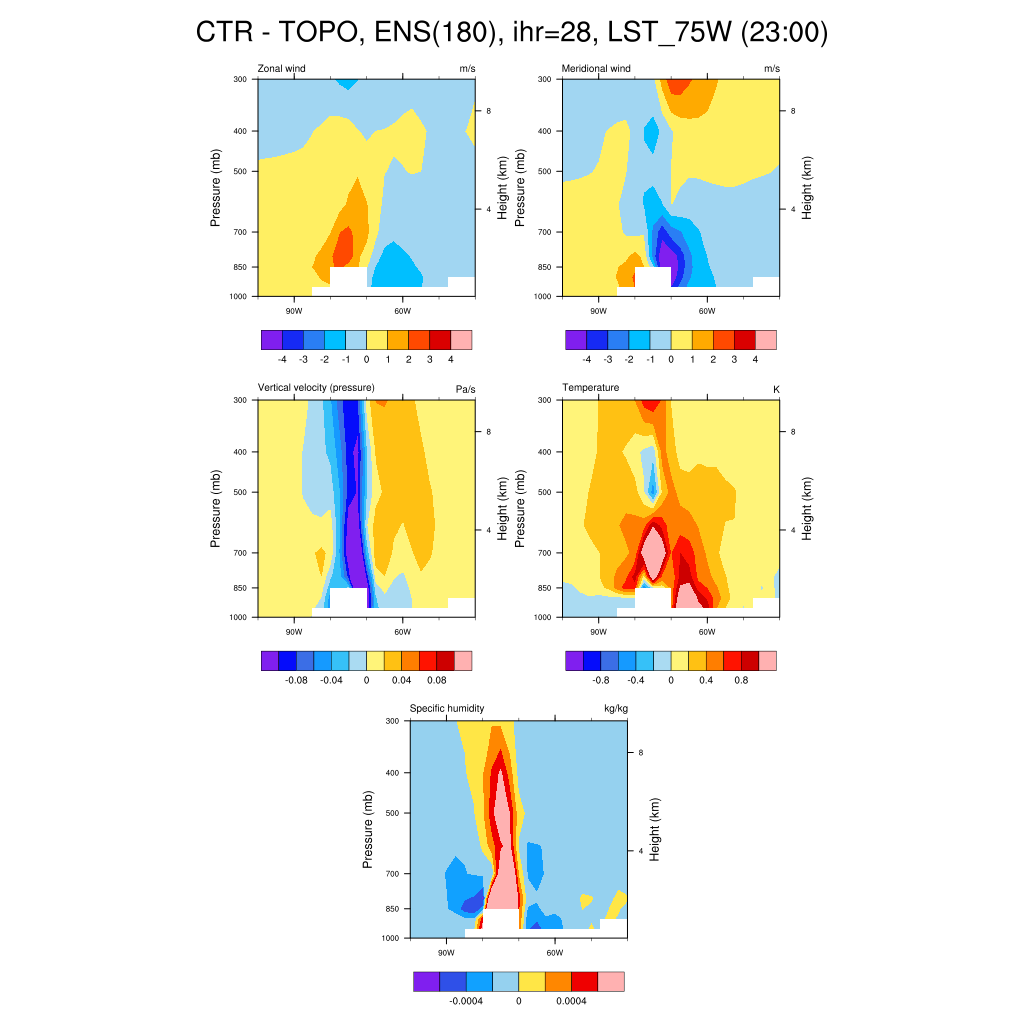 CTR - TOPO, ENS(180), ihr=28, LST_75W (23:00)
Zonal wind m/s
300
400
500
700
850
1000
Pressure (mb)
8
4
Height (km)
90W 60W
-4 -3 -2 -1 0 1 2 3 4
Meridional wind m/s
300
400
500
700
850
1000
Pressure (mb)
8
4
Height (km)
90W 60W
-4 -3 -2 -1 0 1 2 3 4
Vertical velocity (pressure) Pa/s
300
400
500
700
850
1000
Pressure (mb)
8
4
Height (km)
90W 60W
-0.08 -0.04 0 0.04 0.08
Temperature K
300
400
500
700
850
1000
Pressure (mb)
8
4
Height (km)
90W 60W
-0.8 -0.4 0 0.4 0.8
Specific humidity kg/kg
300
400
500
700
850
1000
Pressure (mb)
8
4
Height (km)
90W 60W
-0.0004 0 0.0004